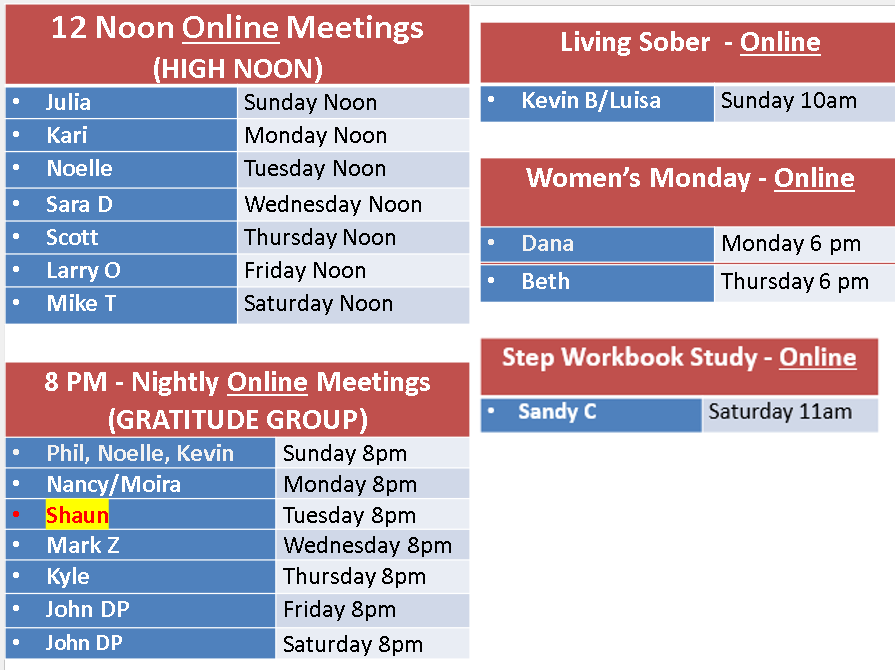 12 Noon Online Meetings
(HIGH NOON)
• Julia Sunday Noon
• Kari Monday Noon
• Noelle Tuesday Noon
• Sara D Wednesday Noon
• Scott Thursday Noon
• Larry O Friday Noon
• Mike T Saturday Noon
8 PM - Nightly Online Meetings
(GRATITUDE GROUP)
• Phil, Noelle, Kevin Sunday 8pm
• Nancy/Moira Monday 8pm
• Shaun Tuesday 8pm
• Mark Z Wednesday 8pm
• Kyle Thursday 8pm
• John DP Friday 8pm
• John DP Saturday 8pm
Living Sober - Online
• Kevin B/Luisa Sunday 10am
Women’s Monday - Online
• Dana Monday 6 pm
• Beth Thursday 6 pm
Step Workbook Study - Online
• Sandy C Saturday 11am